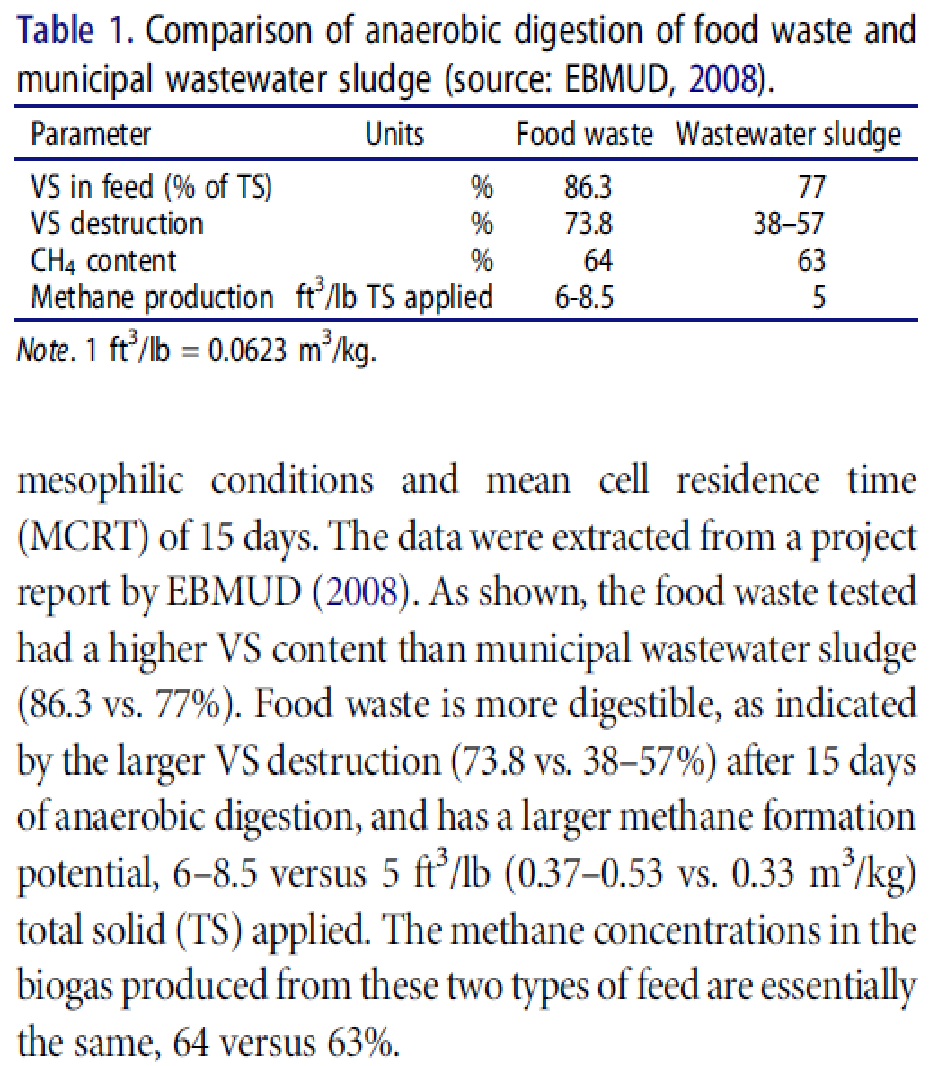 Table 1. Comparison of anaerobic digestion of food waste and
municipal wastewater sludge (source: EBMUD, 2008).
Parameter Units Food waste Wastewater sludge
VS in feed (% of TS) % 86.3 77
VS destruction % 73.8 38–57
CH₄ content % 64 63
Methane production ft³/lb TS applied 6-8.5 5
Note. 1 ft³/lb = 0.0623 m³/kg.
mesophilic conditions and mean cell residence time
(MCRT) of 15 days. The data were extracted from a project
report by EBMUD (2008). As shown, the food waste tested
had a higher VS content than municipal wastewater sludge
(86.3 vs. 77%). Food waste is more digestible, as indicated
by the larger VS destruction (73.8 vs. 38–57%) after 15 days
of anaerobic digestion, and has a larger methane formation
potential, 6–8.5 versus 5 ft³/lb (0.37–0.53 vs. 0.33 m³/kg)
total solid (TS) applied. The methane concentrations in the
biogas produced from these two types of feed are essentially
the same, 64 versus 63%.